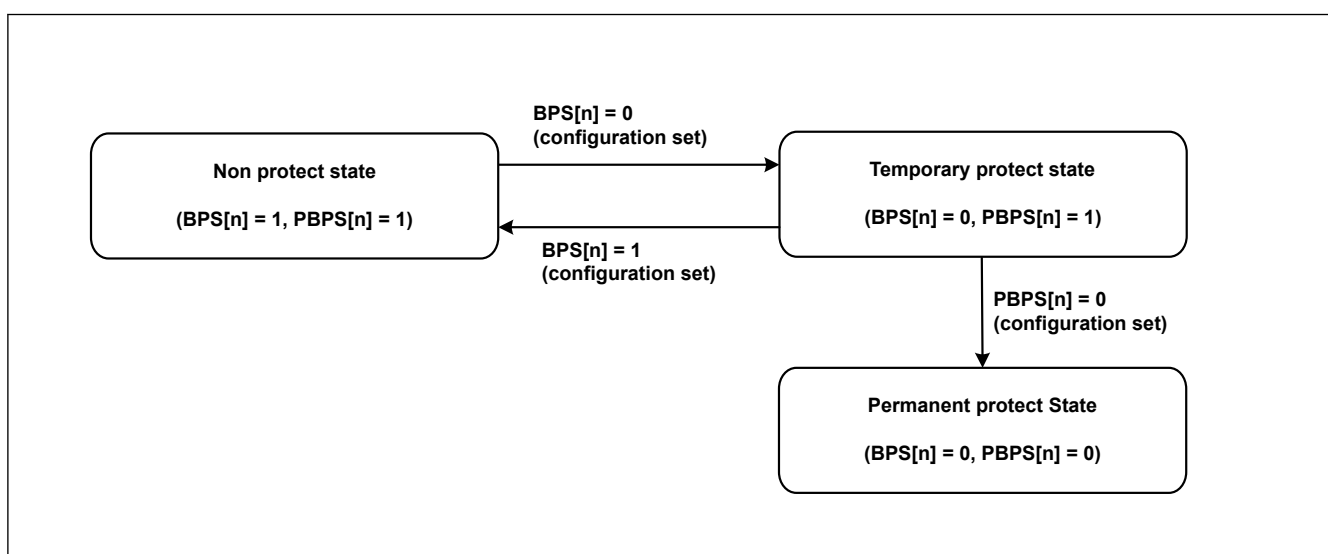 BPS[n] = 0
(configuration set)
Non protect state
(BPS[n] = 1, PBPS[n] = 1)
Temporary protect state
(BPS[n] = 0, PBPS[n] = 1)
BPS[n] = 1
(configuration set)
PBPS[n] = 0
(configuration set)
Permanent protect State
(BPS[n] = 0, PBPS[n] = 0)